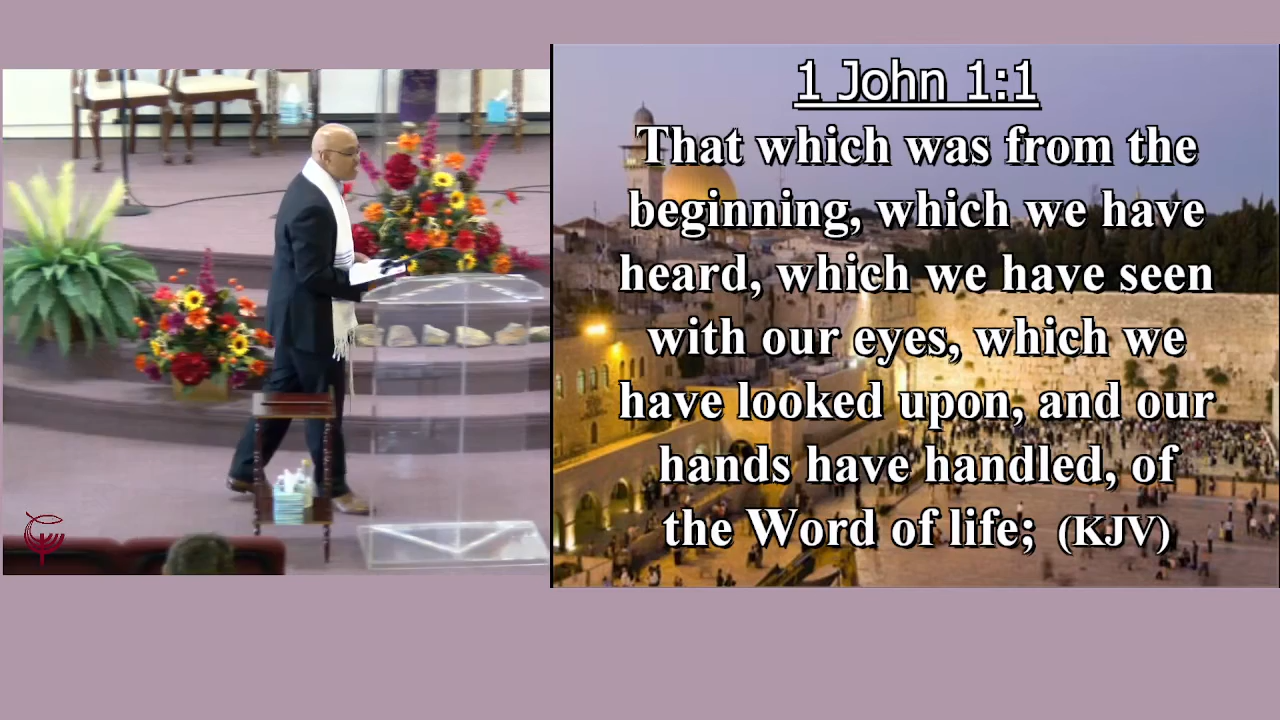 1 John 1:1
That which was from the
beginning, which we have
heard, which we have seen
with our eyes, which we
have looked upon, and our
hands have handled, of
the Word of life; (KJV)